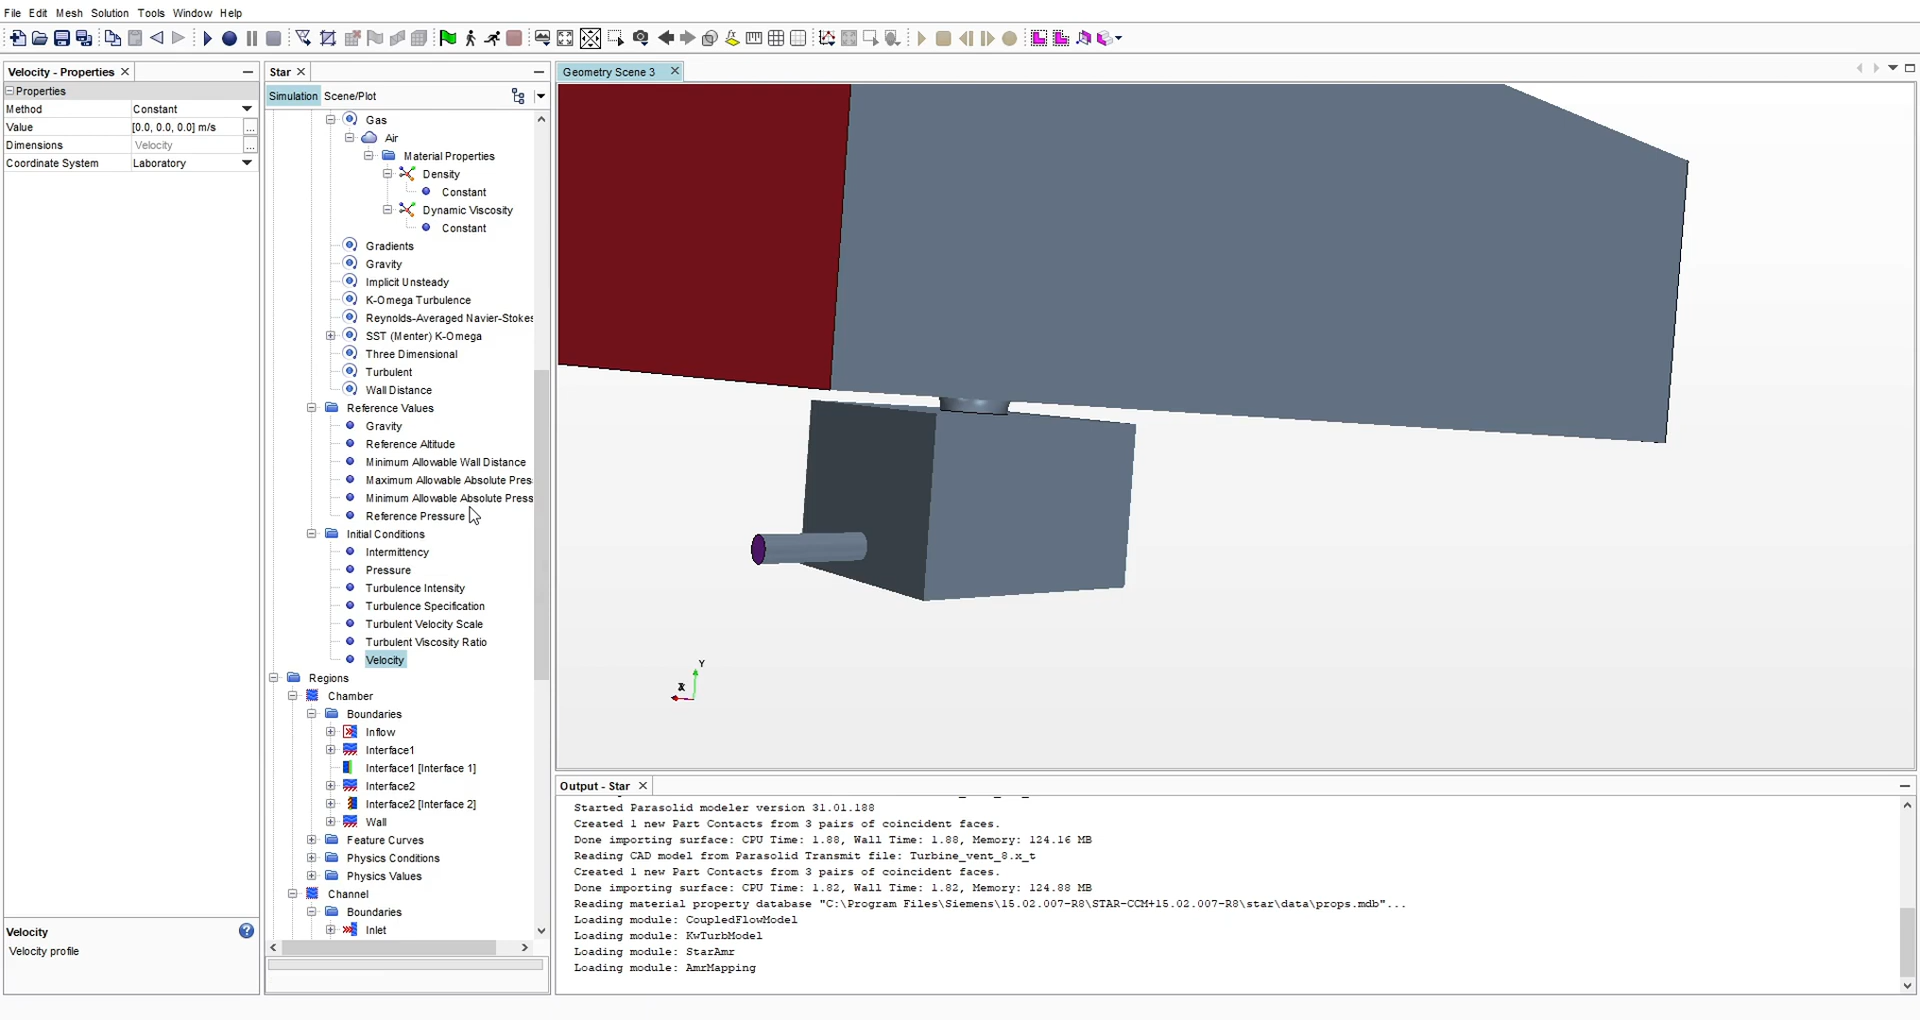 File Edit Mesh Solution Tools Window Help
Velocity - Properties
Properties
Method Constant
Value [0.0, 0.0, 0.0] m/s ...
Dimensions Velocity ...
Coordinate System Laboratory
Velocity
Velocity profile
Star
Simulation Scene/Plot
Gas
Air
Material Properties
Density
Constant
Dynamic Viscosity
Constant
Gradients
Gravity
Implicit Unsteady
K-Omega Turbulence
Reynolds-Averaged Navier-Stokes
SST (Menter) K-Omega
Three Dimensional
Turbulent
Wall Distance
Reference Values
Gravity
Reference Altitude
Minimum Allowable Wall Distance
Maximum Allowable Absolute Pres
Minimum Allowable Absolute Press
Reference Pressure
Initial Conditions
Intermittency
Pressure
Turbulence Intensity
Turbulence Specification
Turbulent Velocity Scale
Turbulent Viscosity Ratio
Velocity
Regions
Chamber
Boundaries
Inflow
Interface1
Interface1 [Interface 1]
Interface2
Interface2 [Interface 2]
Wall
Feature Curves
Physics Conditions
Physics Values
Channel
Boundaries
Inlet
Geometry Scene 3
Y
Output - Star
Started Parasolid modeler version 31.01.188
Created 1 new Part Contacts from 3 pairs of coincident faces.
Done importing surface: CPU Time: 1.88, Wall Time: 1.88, Memory: 124.16 MB
Reading CAD model from Parasolid Transmit file: Turbine_vent_8.x_t
Created 1 new Part Contacts from 3 pairs of coincident faces.
Done importing surface: CPU Time: 1.82, Wall Time: 1.82, Memory: 124.88 MB
Reading material property database "C:\Program Files\Siemens\15.02.007-R8\STAR-CCM+15.02.007-R8\star\data\props.mdb"...
Loading module: CoupledFlowModel
Loading module: KwTurbModel
Loading module: StarAmr
Loading module: AmrMapping